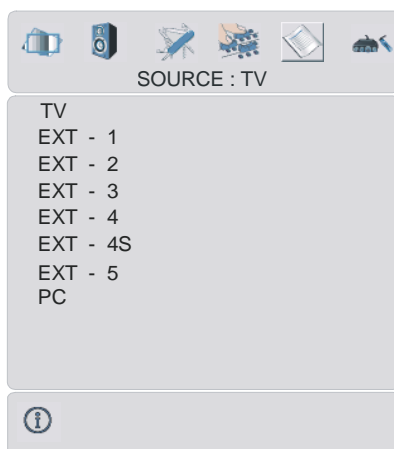 SOURCE : TV
TV
EXT - 1
EXT - 2
EXT - 3
EXT - 4
EXT - 4S
EXT - 5
PC